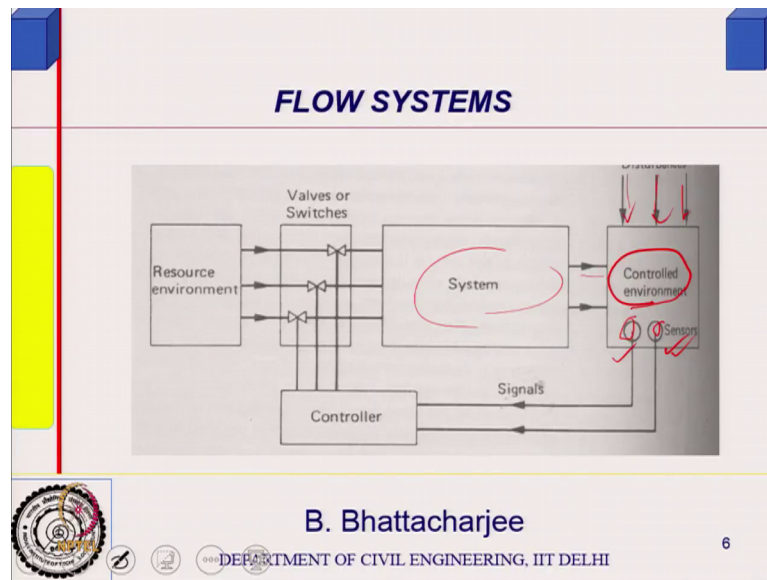 FLOW SYSTEMS
Valves or
Switches
Resource
environment
System
Controlled
environment
Sensors
Signals
Controller
NPTEL
B. Bhattacharjee
DEPARTMENT OF CIVIL ENGINEERING, IIT DELHI
6